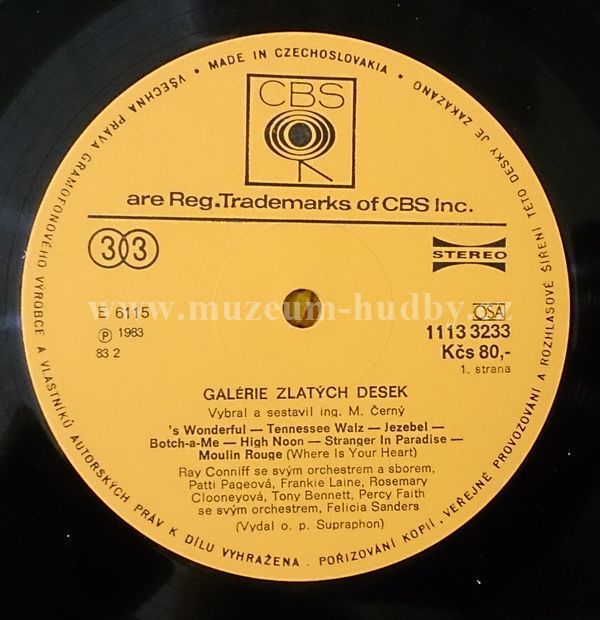 • MADE IN CZECHOSLOVAKIA •
VŠECHNA PRÁVA GRAMOFONOVÉHO VÝROBCE A VLASTNÍKŮ AUTORSKÝCH PRÁV K DÍLU VYHRAŽENA. POŘIZOVÁNÍ KOPIÍ, VEŘEJNÉ PROVOZOVÁNÍ A ROZHLASOVÉ ŠÍŘENÍ TÉTO DESKY JE ZAKÁZÁNO
CBS
are Reg.Trademarks of CBS Inc.
33
STEREO
www.muzeum-hudby.cz
E 6115
OSA
Ⓟ 1983
1113 3233
83 2
Kčs 80,-
1. strana
GALÉRIE ZLATÝCH DESEK
Vybral a sestavil ing. M. Černý
's Wonderful — Tennessee Walz — Jezebel —
Botch-a-Me — High Noon — Stranger In Paradise —
Moulin Rouge (Where Is Your Heart)
Ray Conniff se svým orchestrem a sborem,
Patti Pageová, Frankie Laine, Rosemary
Clooneyová, Tony Bennett, Percy Faith
se svým orchestrem, Felicia Sanders
(Vydal o. p. Supraphon)